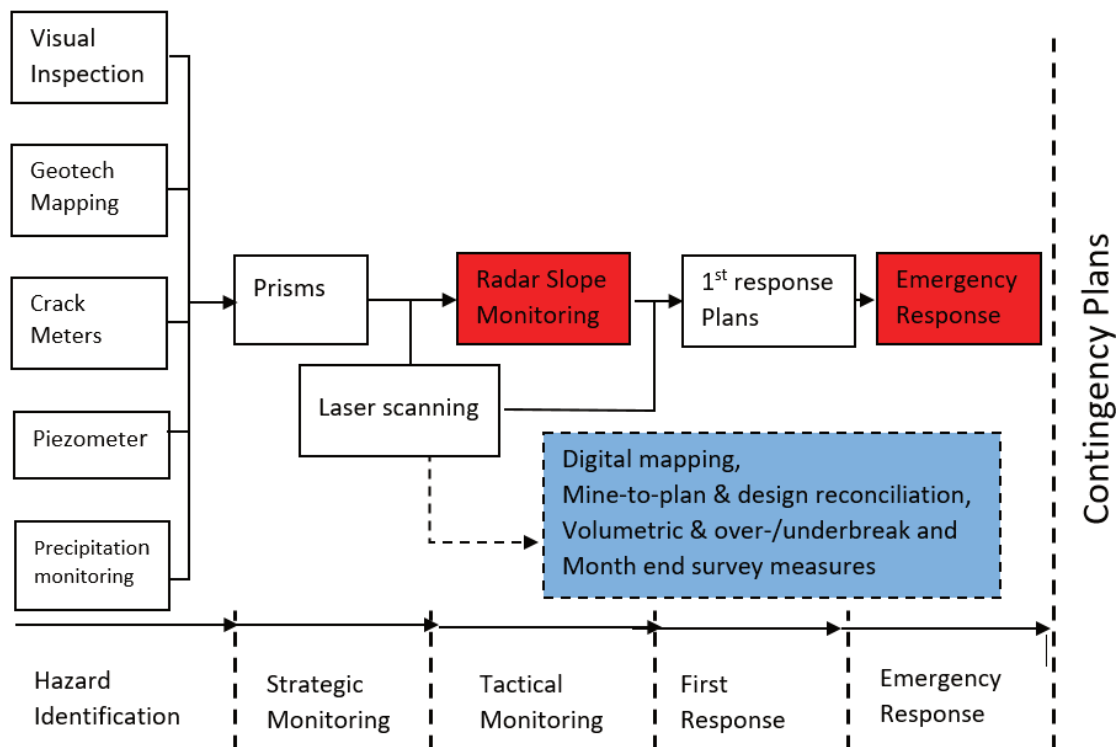 Visual
Inspection
Geotech
Mapping
Crack
Meters
Piezometer
Precipitation
monitoring
Prisms
Laser scanning
Radar Slope
Monitoring
1st response
Plans
Emergency
Response
Digital mapping,
Mine-to-plan & design reconciliation,
Volumetric & over-/underbreak and
Month end survey measures
Contingency Plans
Hazard
Identification
Strategic
Monitoring
Tactical
Monitoring
First
Response
Emergency
Response